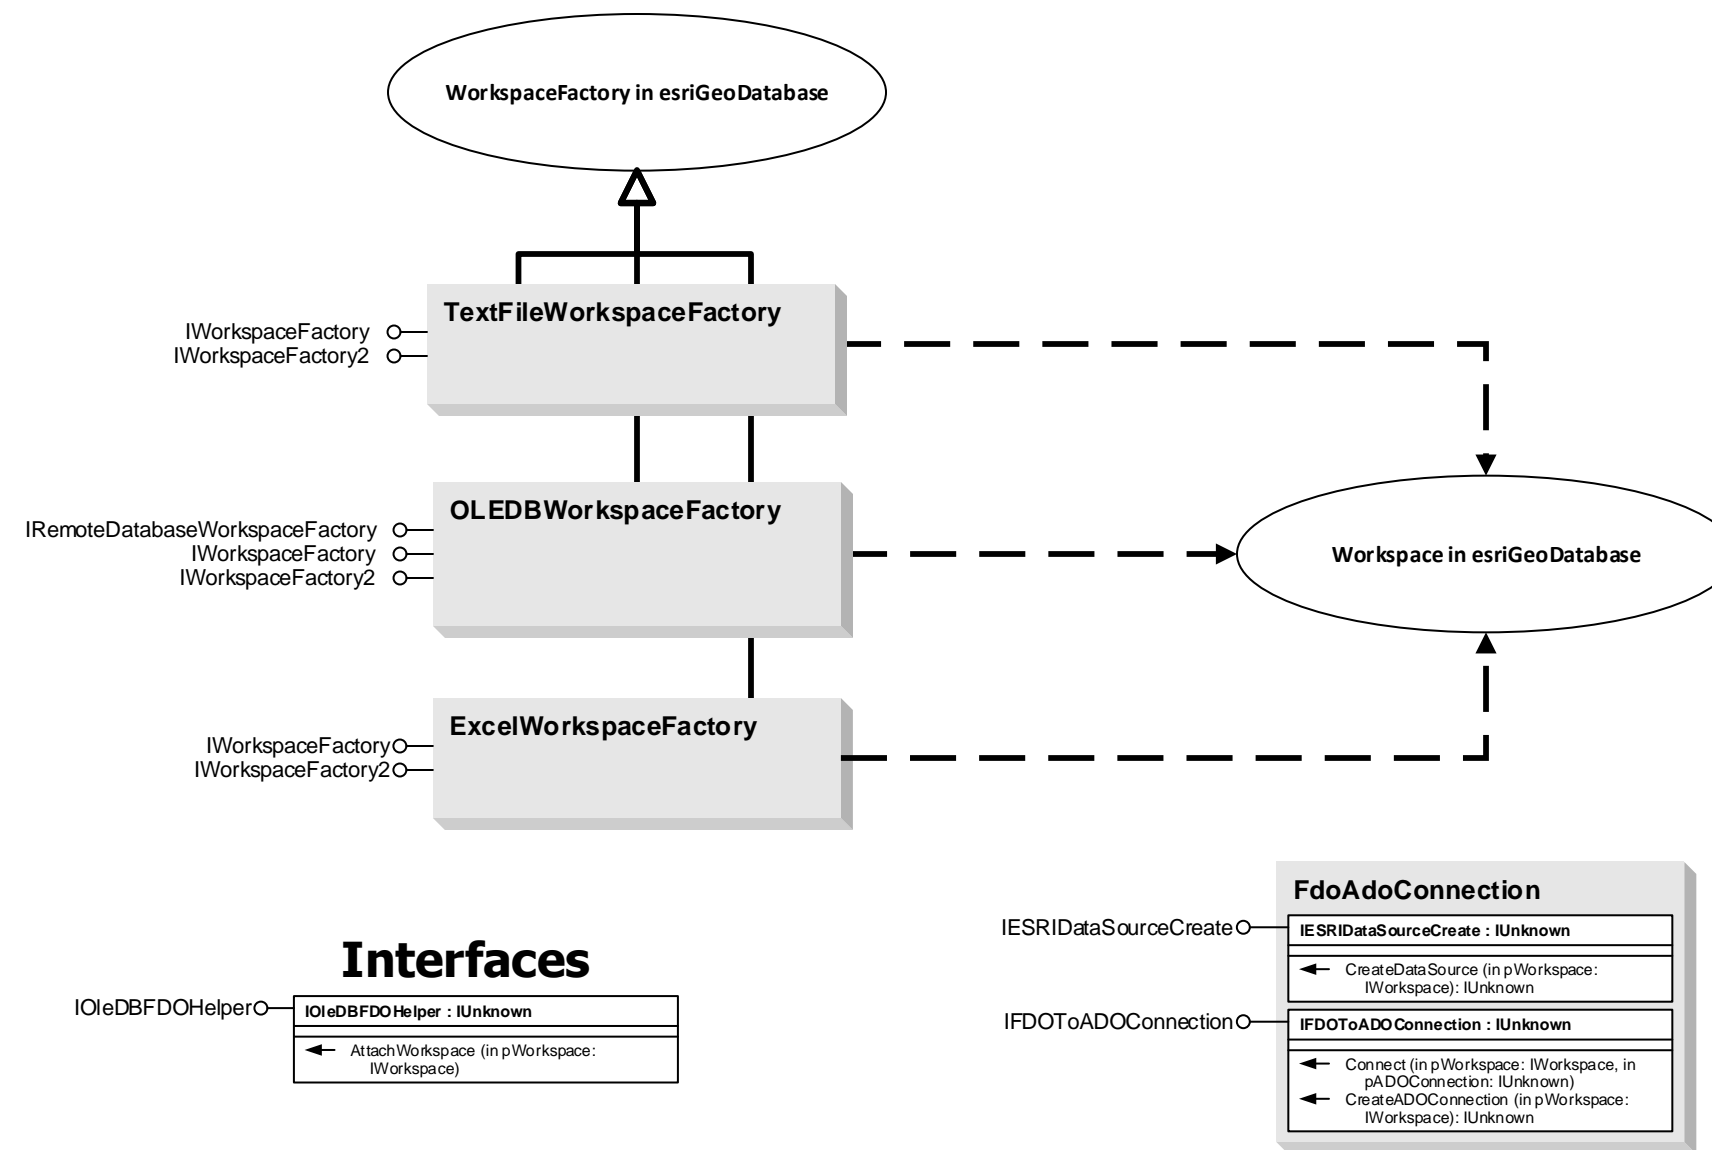 WorkspaceFactory in esriGeoDatabase
TextFileWorkspaceFactory
IWorkspaceFactory
IWorkspaceFactory2
OLEDBWorkspaceFactory
IRemoteDatabaseWorkspaceFactory
IWorkspaceFactory
IWorkspaceFactory2
Workspace in esriGeoDatabase
ExcelWorkspaceFactory
IWorkspaceFactory
IWorkspaceFactory2
Interfaces
IOleDBFDOHelper
IOleDBFDOHelper : IUnknown
AttachWorkspace (in pWorkspace:
IWorkspace)
FdoAdoConnection
IESRIDataSourceCreate
IESRIDataSourceCreate : IUnknown
CreateDataSource (in pWorkspace:
IWorkspace): IUnknown
IFDOToADOConnection
IFDOToADOConnection : IUnknown
Connect (in pWorkspace: IWorkspace, in
pADOConnection: IUnknown)
CreateADOConnection (in pWorkspace:
IWorkspace): IUnknown